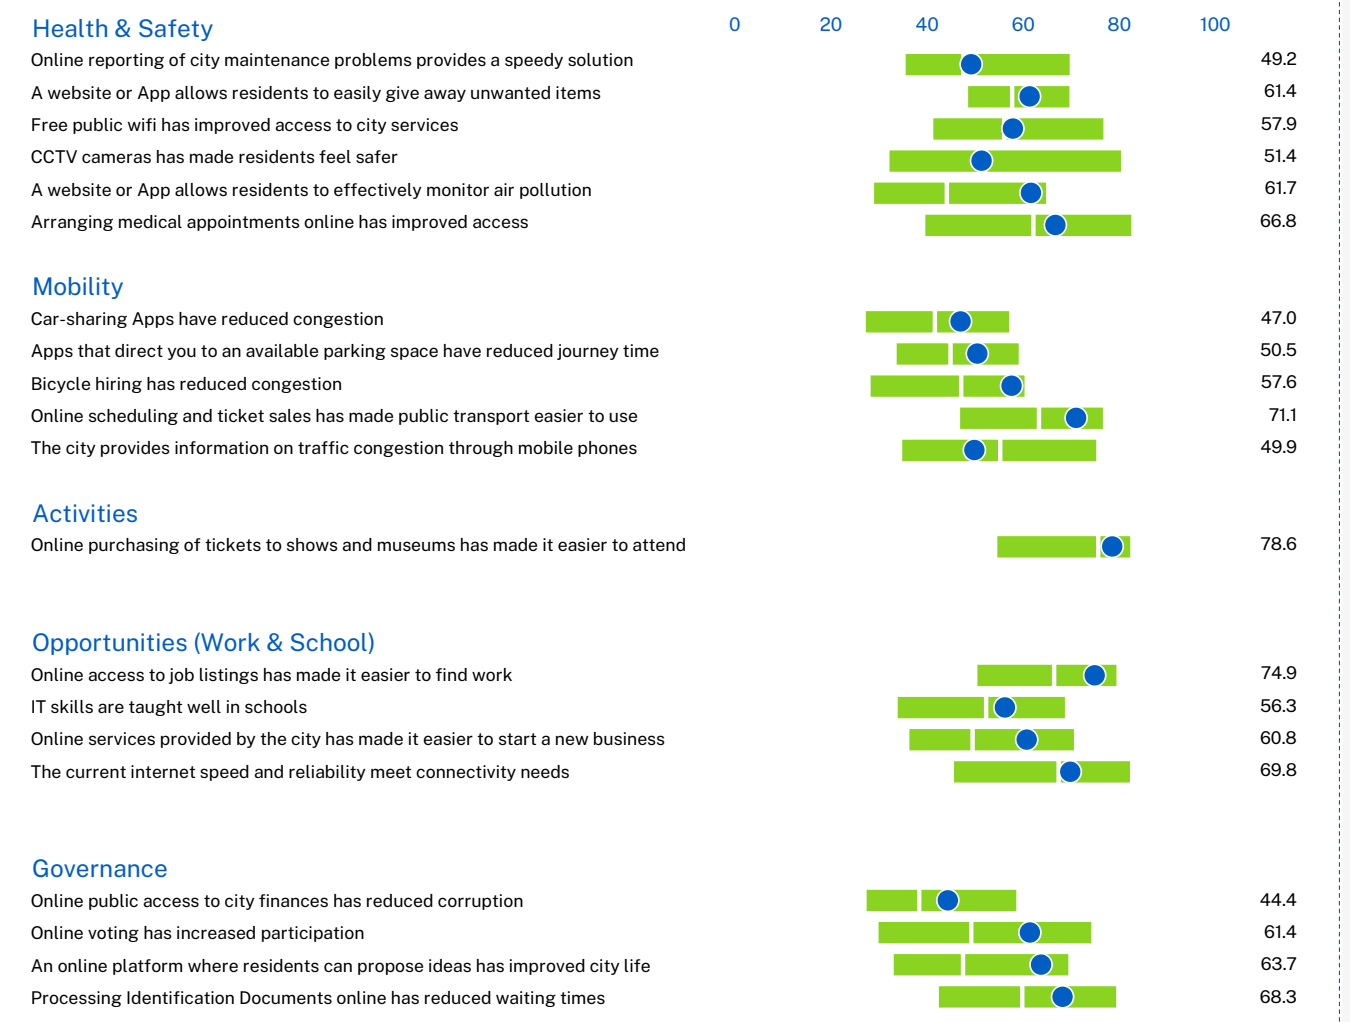 Health & Safety 0 20 40 60 80 100
Online reporting of city maintenance problems provides a speedy solution 49.2
A website or App allows residents to easily give away unwanted items 61.4
Free public wifi has improved access to city services 57.9
CCTV cameras has made residents feel safer 51.4
A website or App allows residents to effectively monitor air pollution 61.7
Arranging medical appointments online has improved access 66.8
Mobility
Car-sharing Apps have reduced congestion 47.0
Apps that direct you to an available parking space have reduced journey time 50.5
Bicycle hiring has reduced congestion 57.6
Online scheduling and ticket sales has made public transport easier to use 71.1
The city provides information on traffic congestion through mobile phones 49.9
Activities
Online purchasing of tickets to shows and museums has made it easier to attend 78.6
Opportunities (Work & School)
Online access to job listings has made it easier to find work 74.9
IT skills are taught well in schools 56.3
Online services provided by the city has made it easier to start a new business 60.8
The current internet speed and reliability meet connectivity needs 69.8
Governance
Online public access to city finances has reduced corruption 44.4
Online voting has increased participation 61.4
An online platform where residents can propose ideas has improved city life 63.7
Processing Identification Documents online has reduced waiting times 68.3